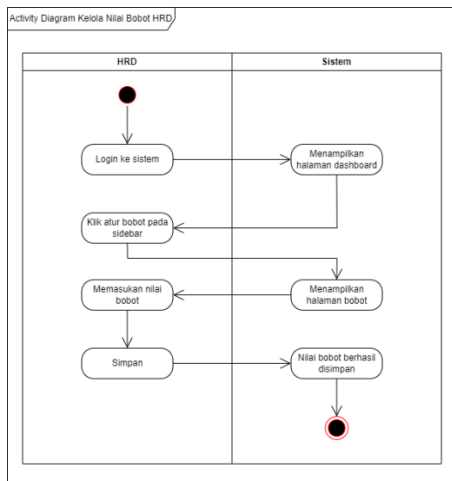 Activity Diagram Kelola Nilai Bobot HRD
HRD
Sistem
Login ke sistem
Menampilkan
halaman dashboard
Klik atur bobot pada
sidebar
Memasukan nilai
bobot
Menampilkan
halaman bobot
Simpan
Nilai bobot berhasil
disimpan